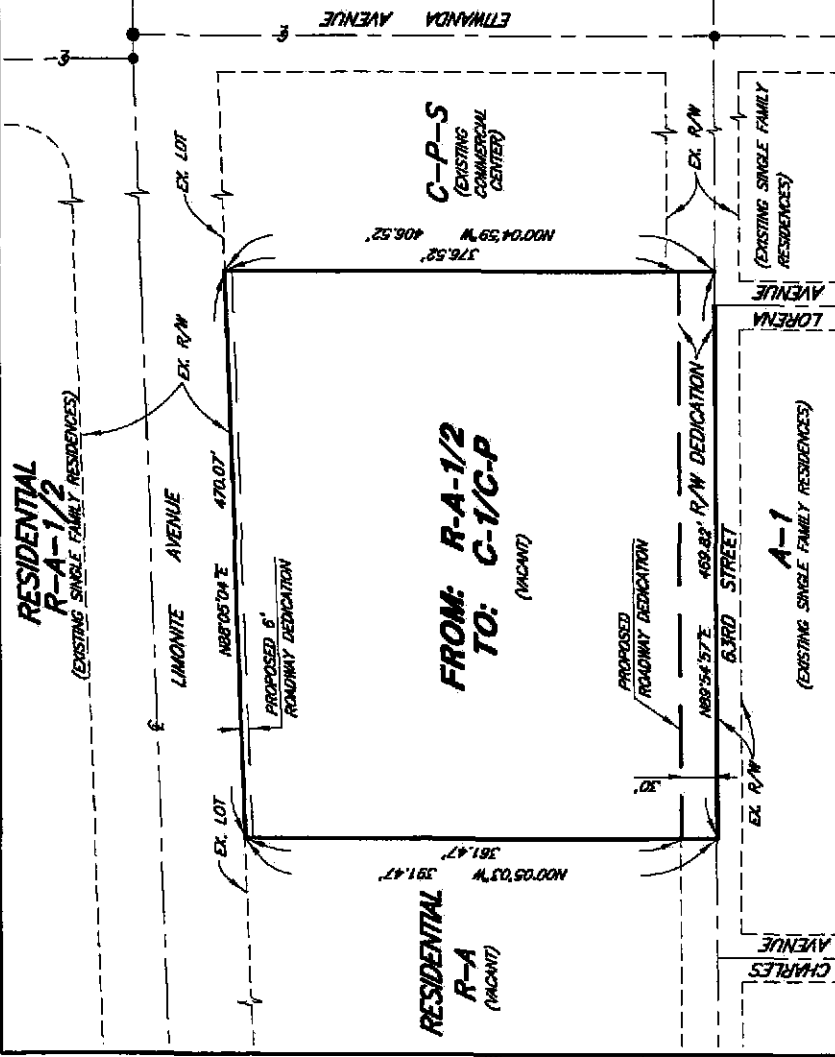 ETIWANDA AVENUE
RESIDENTIAL
R-A-1/2
(EXISTING SINGLE FAMILY RESIDENCES)
EX. LOT
EX. R/W
LIMONITE AVENUE
N88°05'04"E 470.07'
PROPOSED 6'
ROADWAY DEDICATION
EX. LOT
C-P-S
(EXISTING
COMMERCIAL
CENTER)
N00°04'59"W 406.52'
376.52'
FROM: R-A-1/2
TO: C-1/C-P
(VACANT)
RESIDENTIAL
R-A
(VACANT)
361.47'
N00°05'03"W 391.47'
PROPOSED
ROADWAY DEDICATION
30'
N89°54'57"E 469.82' R/W DEDICATION
63RD STREET
EX. R/W
EX. R/W
(EXISTING SINGLE FAMILY
RESIDENCES)
LORENA
AVENUE
A-1
(EXISTING SINGLE FAMILY RESIDENCES)
CHARLES
AVENUE